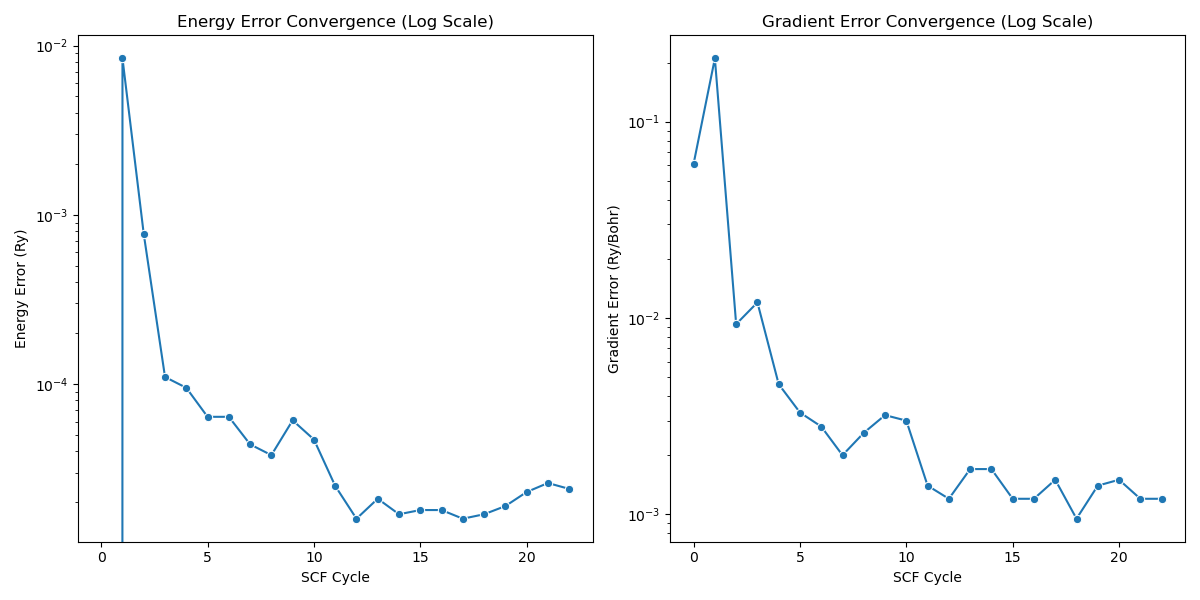 Energy Error Convergence (Log Scale)
Energy Error (Ry)
10⁻²
10⁻³
10⁻⁴
0 5 10 15 20
SCF Cycle
Gradient Error Convergence (Log Scale)
Gradient Error (Ry/Bohr)
10⁻¹
10⁻²
10⁻³
0 5 10 15 20
SCF Cycle